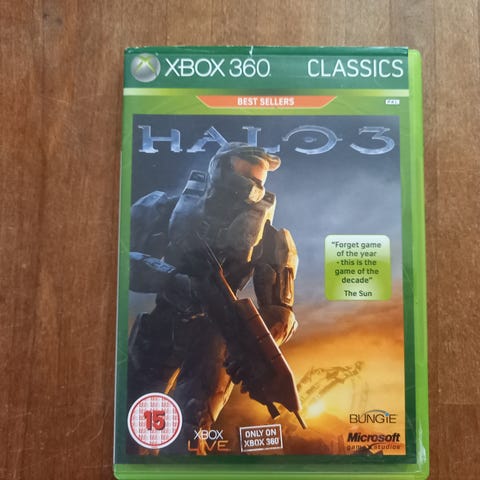 XBOX 360 CLASSICS
BEST SELLERS
PAL
HALO 3
"Forget game
of the year
- this is the
game of the
decade"
The Sun
15
XBOX
LIVE
ONLY ON
XBOX 360
BUNGIE
Microsoft
game studios